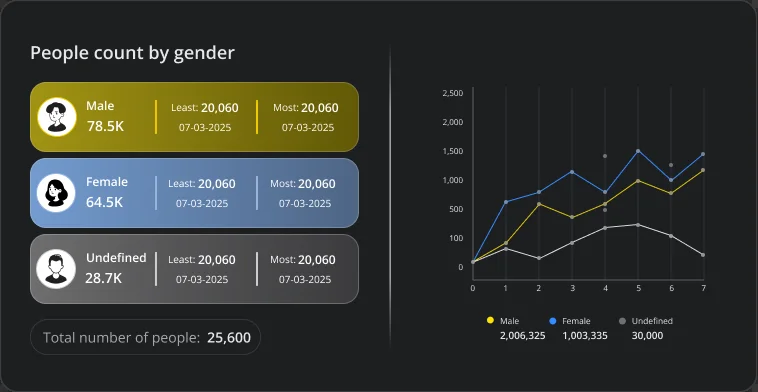 People count by gender
Male
78.5K
Least: 20,060
07-03-2025
Most: 20,060
07-03-2025
Female
64.5K
Least: 20,060
07-03-2025
Most: 20,060
07-03-2025
Undefined
28.7K
Least: 20,060
07-03-2025
Most: 20,060
07-03-2025
Total number of people: 25,600
2,500
2,000
1,500
1,000
500
100
0
0 1 2 3 4 5 6 7
Male
2,006,325
Female
1,003,335
Undefined
30,000